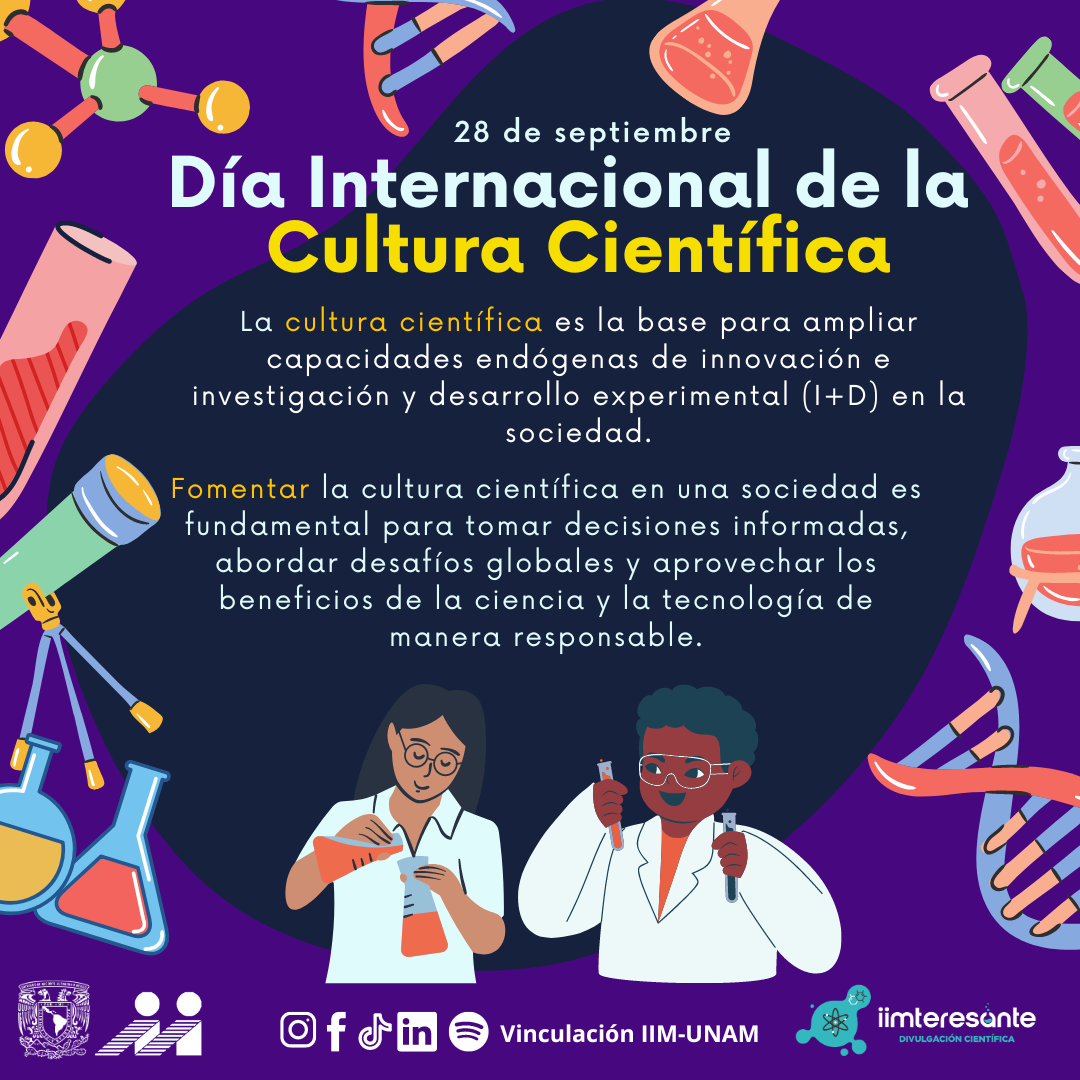 28 de septiembre
Día Internacional de la
Cultura Científica
La cultura científica es la base para ampliar
capacidades endógenas de innovación e
investigación y desarrollo experimental (I+D) en la
sociedad.
Fomentar la cultura científica en una sociedad es
fundamental para tomar decisiones informadas,
abordar desafíos globales y aprovechar los
beneficios de la ciencia y la tecnología de
manera responsable.
Vinculación IIM-UNAM
iimteresante
DIVULGACIÓN CIENTÍFICA